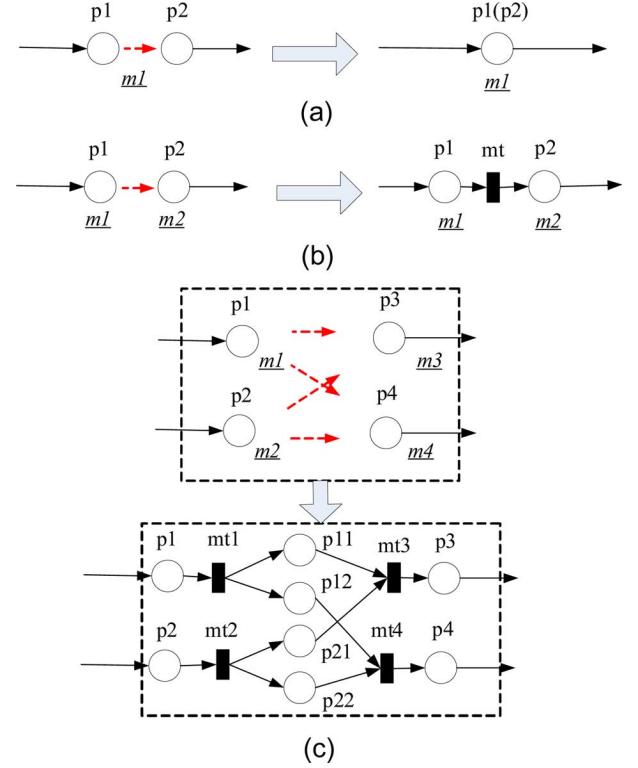 p1 p2 p1(p2)
m1 m1
(a)
p1 p2 p1 mt p2
m1 m2 m1 m2
(b)
p1 p3
m1 m3
p2 p4
m2 m4
p1 mt1 p11 mt3 p3
p12
p2 mt2 p21 mt4 p4
p22
(c)